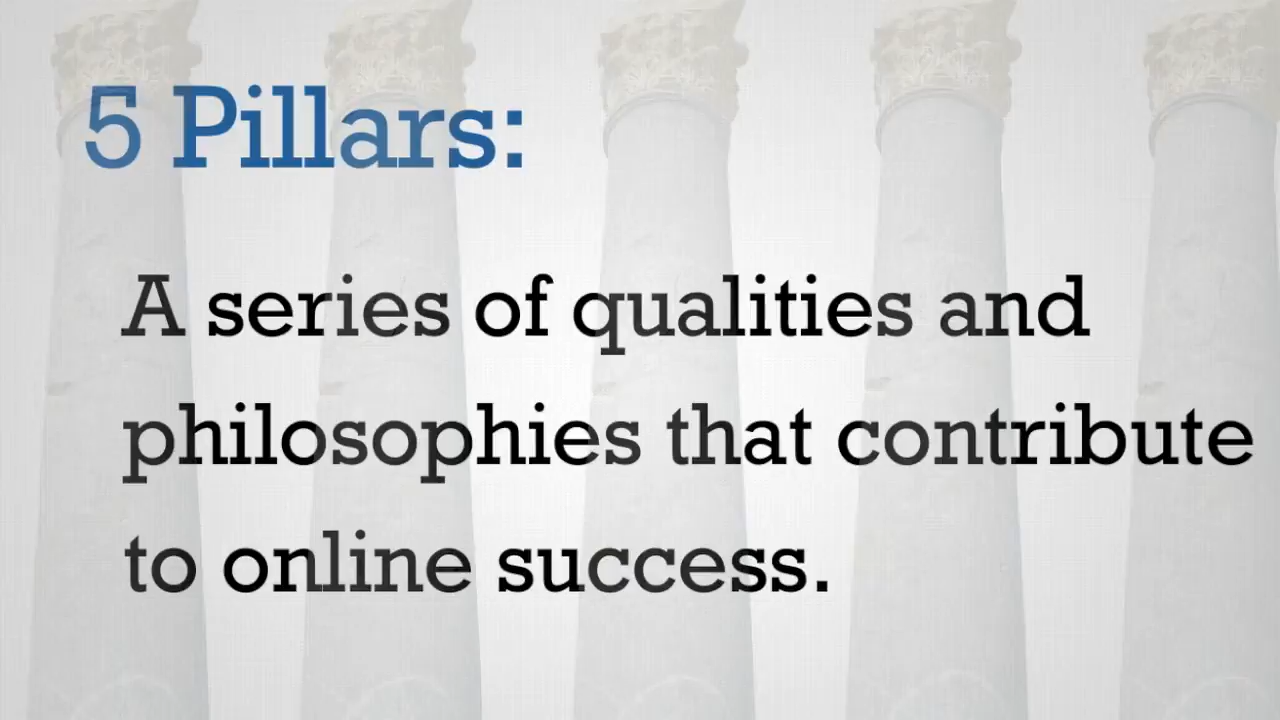 5 Pillars:
A series of qualities and
philosophies that contribute
to online success.